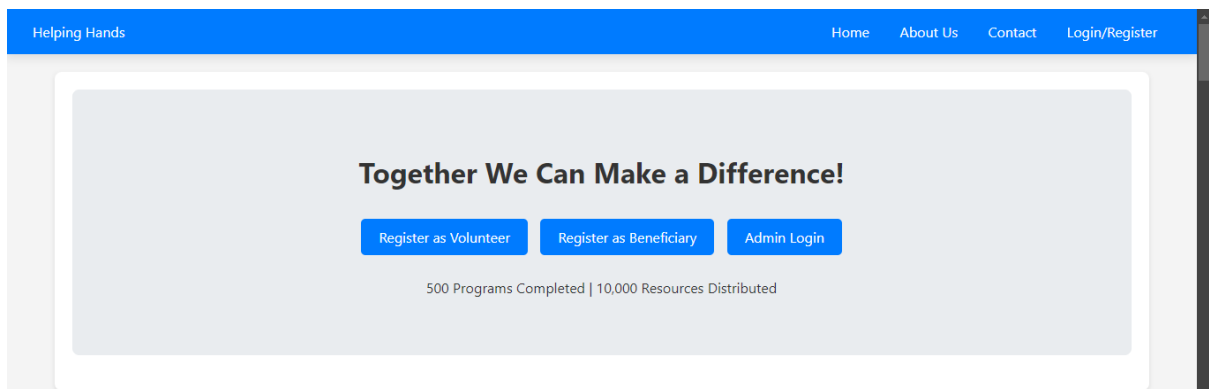 Helping Hands Home About Us Contact Login/Register
Together We Can Make a Difference!
Register as Volunteer Register as Beneficiary Admin Login
500 Programs Completed | 10,000 Resources Distributed